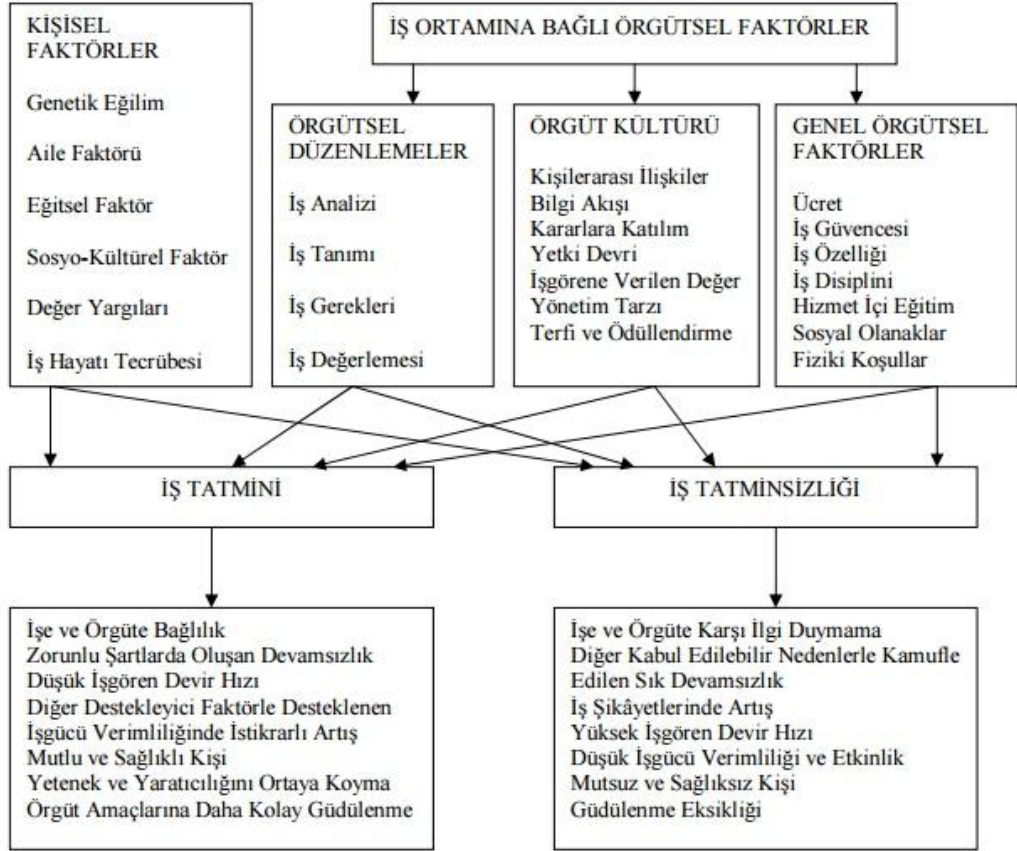 KİŞİSEL
FAKTÖRLER
Genetik Eğilim
Aile Faktörü
Eğitsel Faktör
Sosyo-Kültürel Faktör
Değer Yargıları
İş Hayatı Tecrübesi
İŞ ORTAMINA BAĞLI ÖRGÜTSEL FAKTÖRLER
ÖRGÜTSEL
DÜZENLEMELER
İş Analizi
İş Tanımı
İş Gerekleri
İş Değerlemesi
ÖRGÜT KÜLTÜRÜ
Kişilerarası İlişkiler
Bilgi Akışı
Kararlara Katılım
Yetki Devri
İşgörene Verilen Değer
Yönetim Tarzı
Terfi ve Ödüllendirme
GENEL ÖRGÜTSEL
FAKTÖRLER
Ücret
İş Güvencesi
İş Özelliği
İş Disiplini
Hizmet İçi Eğitim
Sosyal Olanaklar
Fiziki Koşullar
İŞ TATMİNİ
İŞ TATMİNSİZLİĞİ
İşe ve Örgüte Bağlılık
Zorunlu Şartlarda Oluşan Devamsızlık
Düşük İşgören Devir Hızı
Diğer Destekleyici Faktörle Desteklenen
İşgücü Verimliliğinde İstikrarlı Artış
Mutlu ve Sağlıklı Kişi
Yetenek ve Yaratıcılığını Ortaya Koyma
Örgüt Amaçlarına Daha Kolay Güdülenme
İşe ve Örgüte Karşı İlgi Duymama
Diğer Kabul Edilebilir Nedenlerle Kamufle
Edilen Sık Devamsızlık
İş Şikâyetlerinde Artış
Yüksek İşgören Devir Hızı
Düşük İşgücü Verimliliği ve Etkinlik
Mutsuz ve Sağlıksız Kişi
Güdülenme Eksikliği